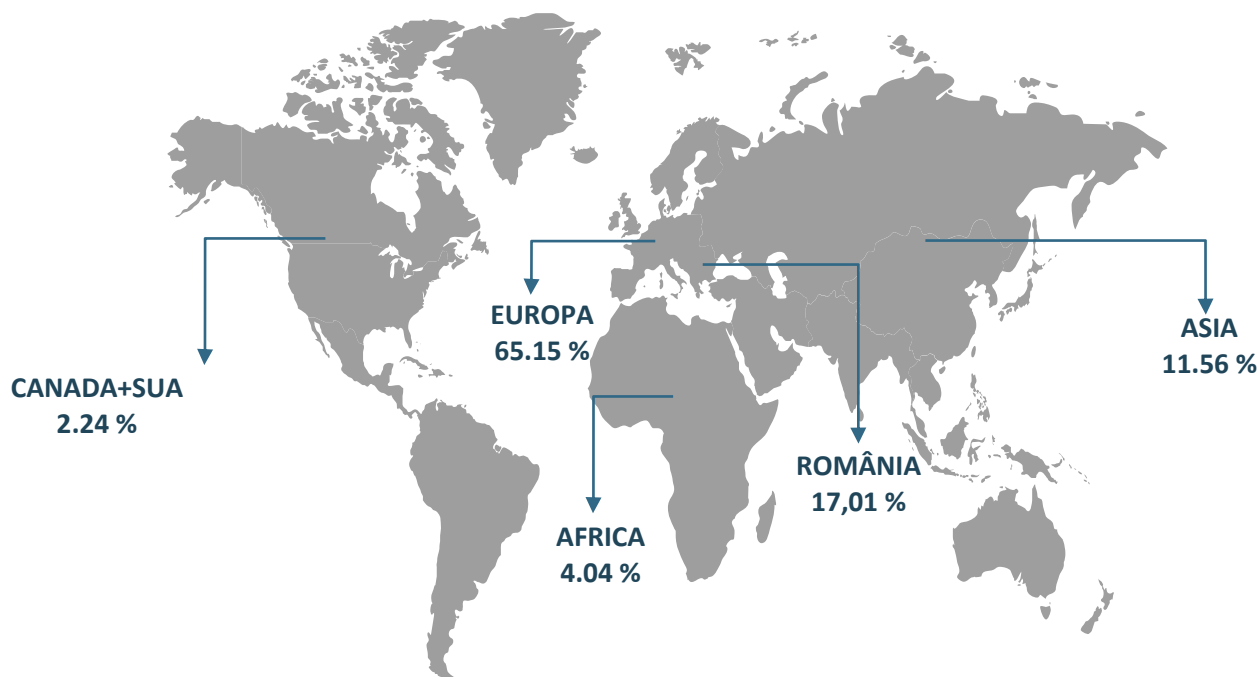 EUROPA
65.15 %
ASIA
11.56 %
CANADA+SUA
2.24 %
ROMÂNIA
17,01 %
AFRICA
4.04 %